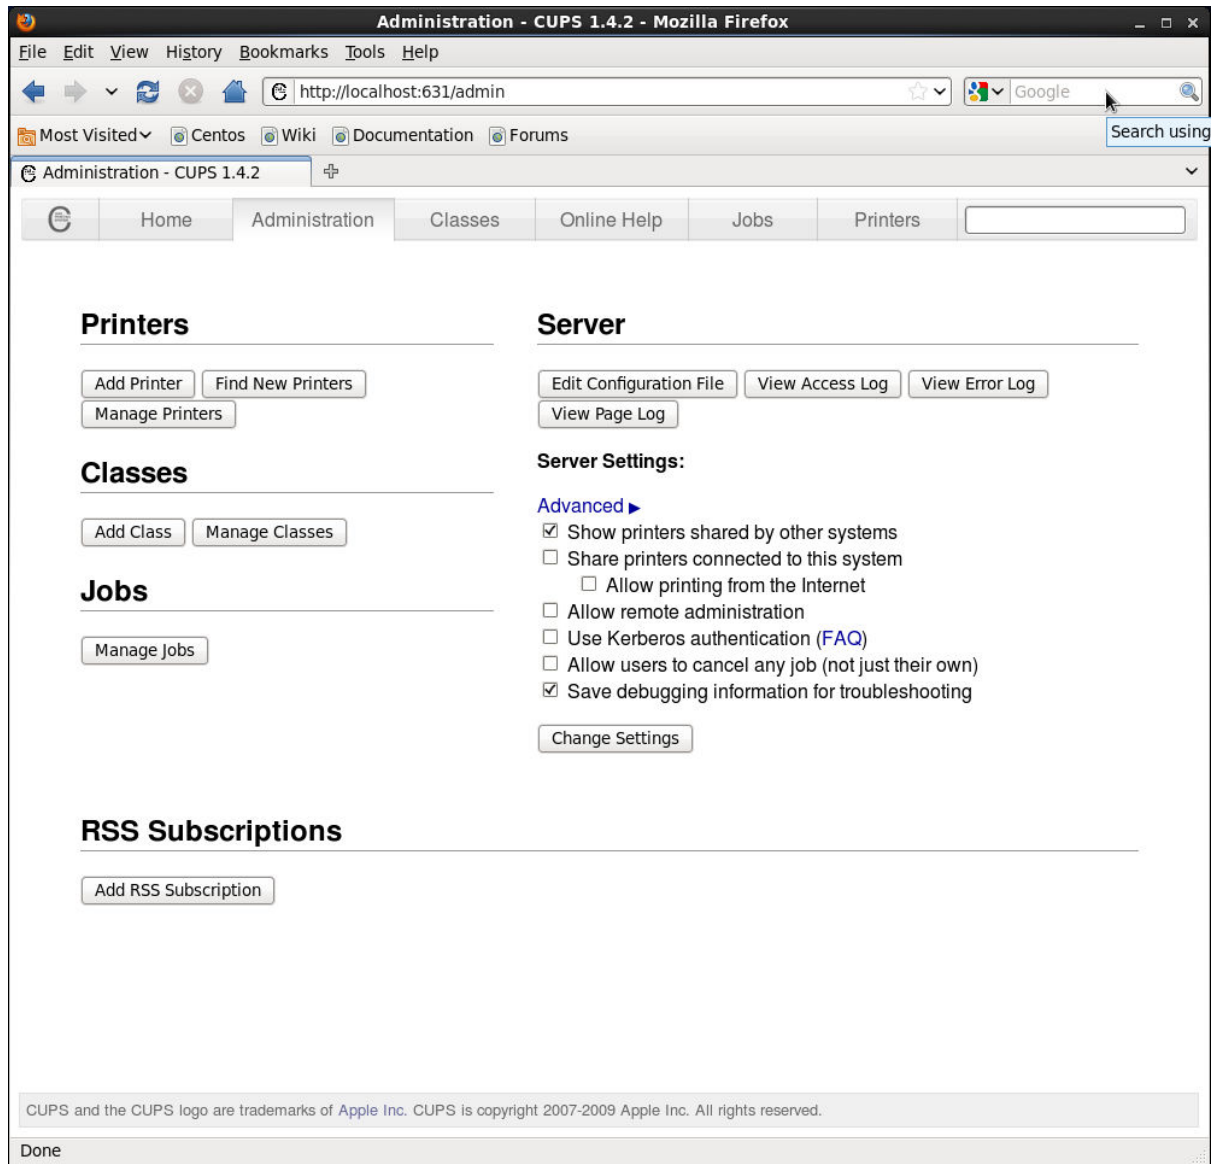 Administration - CUPS 1.4.2 - Mozilla Firefox
File Edit View History Bookmarks Tools Help
http://localhost:631/admin Google
Most Visited Centos Wiki Documentation Forums Search using
Administration - CUPS 1.4.2
Home Administration Classes Online Help Jobs Printers
Printers
Add Printer Find New Printers
Manage Printers
Classes
Add Class Manage Classes
Jobs
Manage Jobs
Server
Edit Configuration File View Access Log View Error Log
View Page Log
Server Settings:
Advanced ▶
Show printers shared by other systems
Share printers connected to this system
Allow printing from the Internet
Allow remote administration
Use Kerberos authentication (FAQ)
Allow users to cancel any job (not just their own)
Save debugging information for troubleshooting
Change Settings
RSS Subscriptions
Add RSS Subscription
CUPS and the CUPS logo are trademarks of Apple Inc. CUPS is copyright 2007-2009 Apple Inc. All rights reserved.
Done